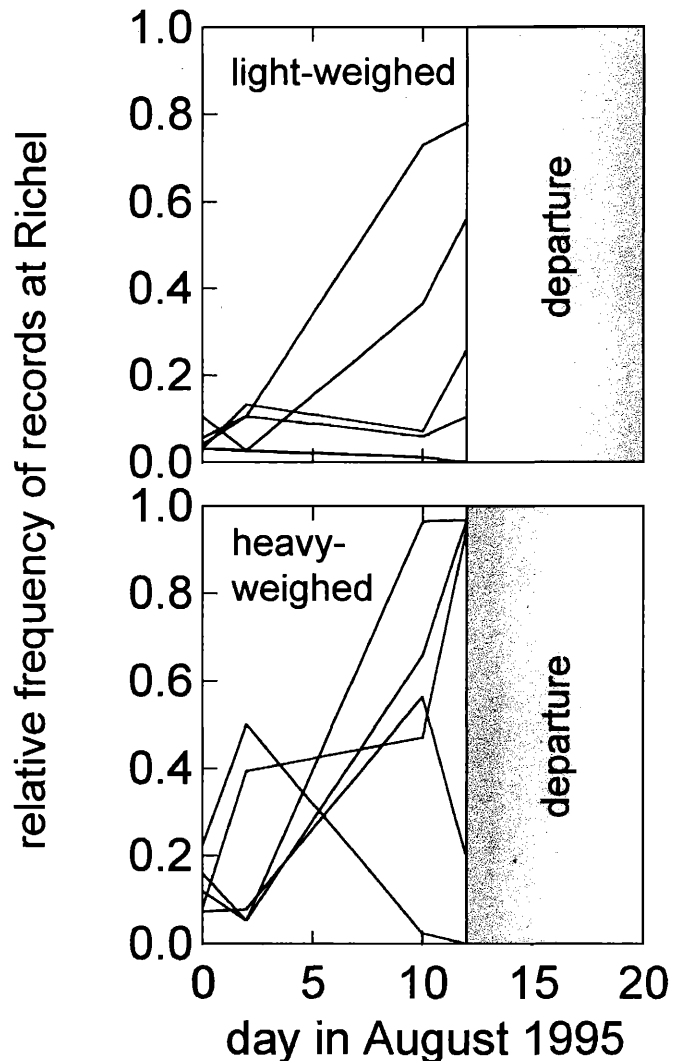 relative frequency of records at Richel
1.0
0.8
0.6
0.4
0.2
0.0
light-weighed
departure
1.0
0.8
0.6
0.4
0.2
0.0
heavy-
weighed
departure
0 5 10 15 20
day in August 1995